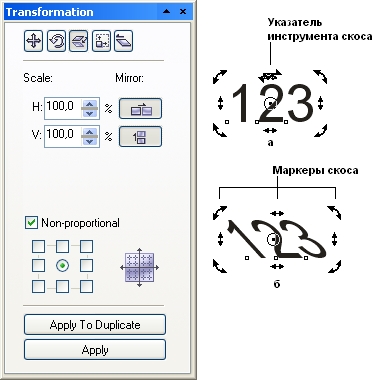 Transformation
Scale:
Mirror:
H: 100,0 %
V: 100,0 %
Non-proportional
Apply To Duplicate
Apply
Указатель
инструмента скоса
123
а
Маркеры скоса
123
б